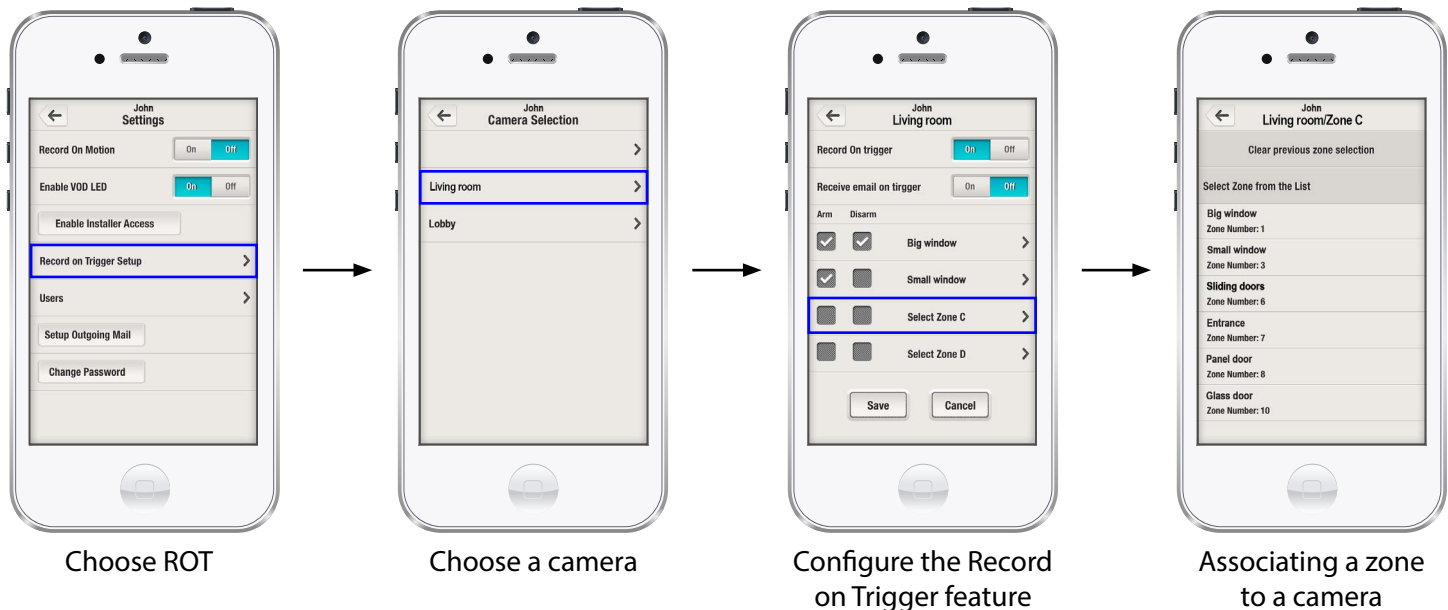 John
Settings
Record On Motion On Off
Enable VOD LED On Off
Enable Installer Access
Record on Trigger Setup
Users
Setup Outgoing Mail
Change Password
Choose ROT
John
Camera Selection
Living room
Lobby
Choose a camera
John
Living room
Record On trigger On Off
Receive email on tirgger On Off
Arm Disarm
Big window
Small window
Select Zone C
Select Zone D
Save Cancel
Configure the Record
on Trigger feature
John
Living room/Zone C
Clear previous zone selection
Select Zone from the List
Big window
Zone Number: 1
Small window
Zone Number: 3
Sliding doors
Zone Number: 6
Entrance
Zone Number: 7
Panel door
Zone Number: 8
Glass door
Zone Number: 10
Associating a zone
to a camera